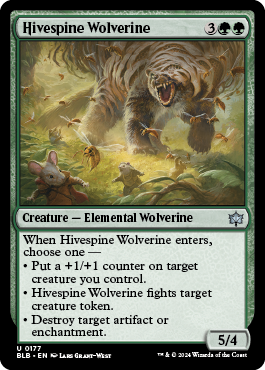 Hivespine Wolverine 3
Creature — Elemental Wolverine
When Hivespine Wolverine enters,
choose one —
• Put a +1/+1 counter on target
creature you control.
• Hivespine Wolverine fights target
creature token.
• Destroy target artifact or
enchantment.
5/4
U 0177
BLB • EN Lars Grant-West
™ & © 2024 Wizards of the Coast